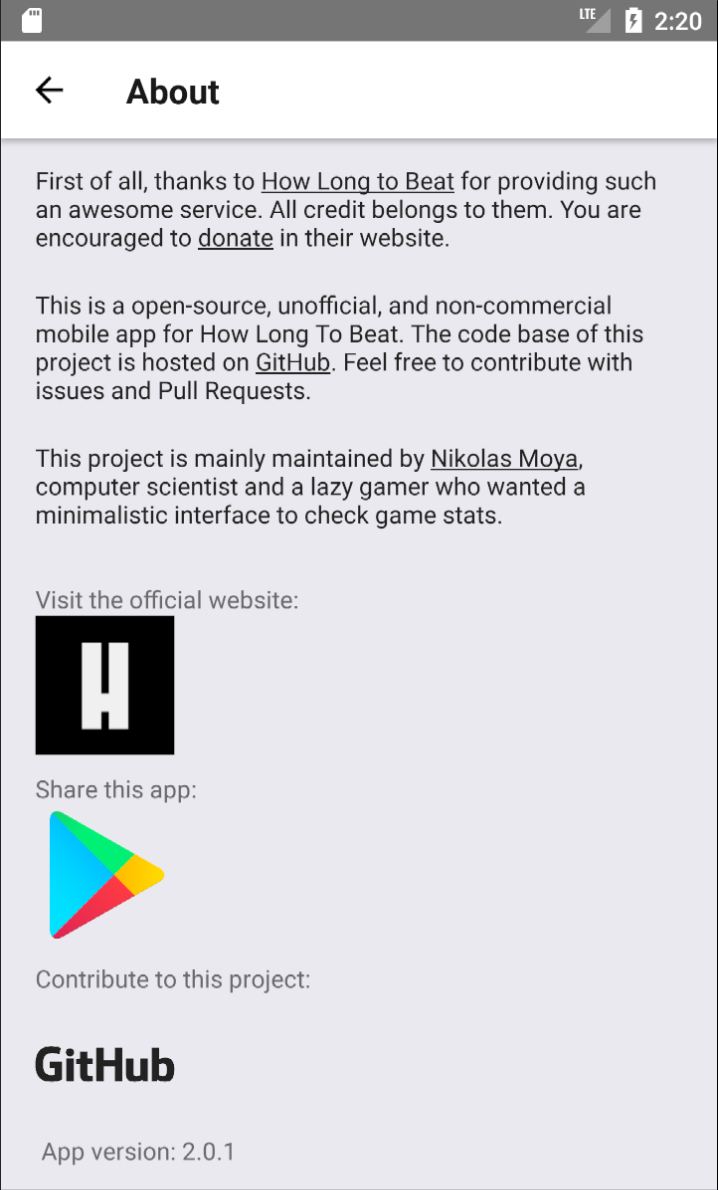 LTE 2:20
About
First of all, thanks to How Long to Beat for providing such
an awesome service. All credit belongs to them. You are
encouraged to donate in their website.
This is a open-source, unofficial, and non-commercial
mobile app for How Long To Beat. The code base of this
project is hosted on GitHub. Feel free to contribute with
issues and Pull Requests.
This project is mainly maintained by Nikolas Moya,
computer scientist and a lazy gamer who wanted a
minimalistic interface to check game stats.
Visit the official website:
H
Share this app:
Contribute to this project:
GitHub
App version: 2.0.1